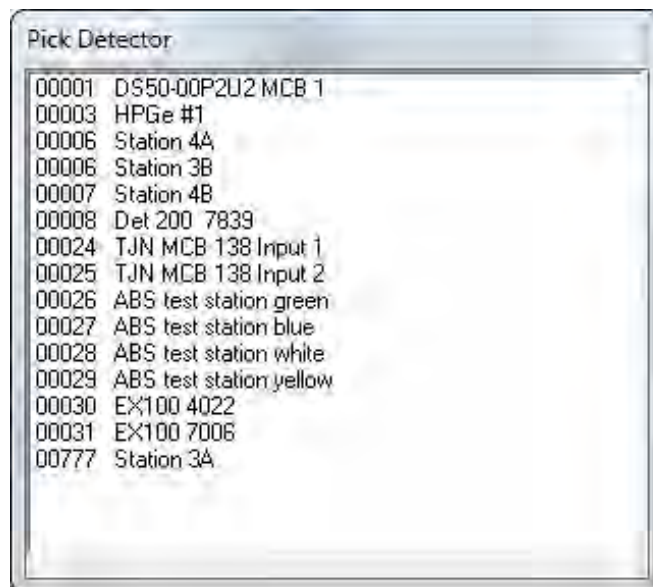 Pick Detector
00001 DS50-00P2U2 MCB 1
00003 HPGe #1
00006 Station 4A
00006 Station 3B
00007 Station 4B
00008 Det 200 7839
00024 TJN MCB 138 Input 1
00025 TJN MCB 138 Input 2
00026 ABS test station green
00027 ABS test station blue
00028 ABS test station white
00029 ABS test station yellow
00030 EX100 4022
00031 EX100 7006
00777 Station 3A